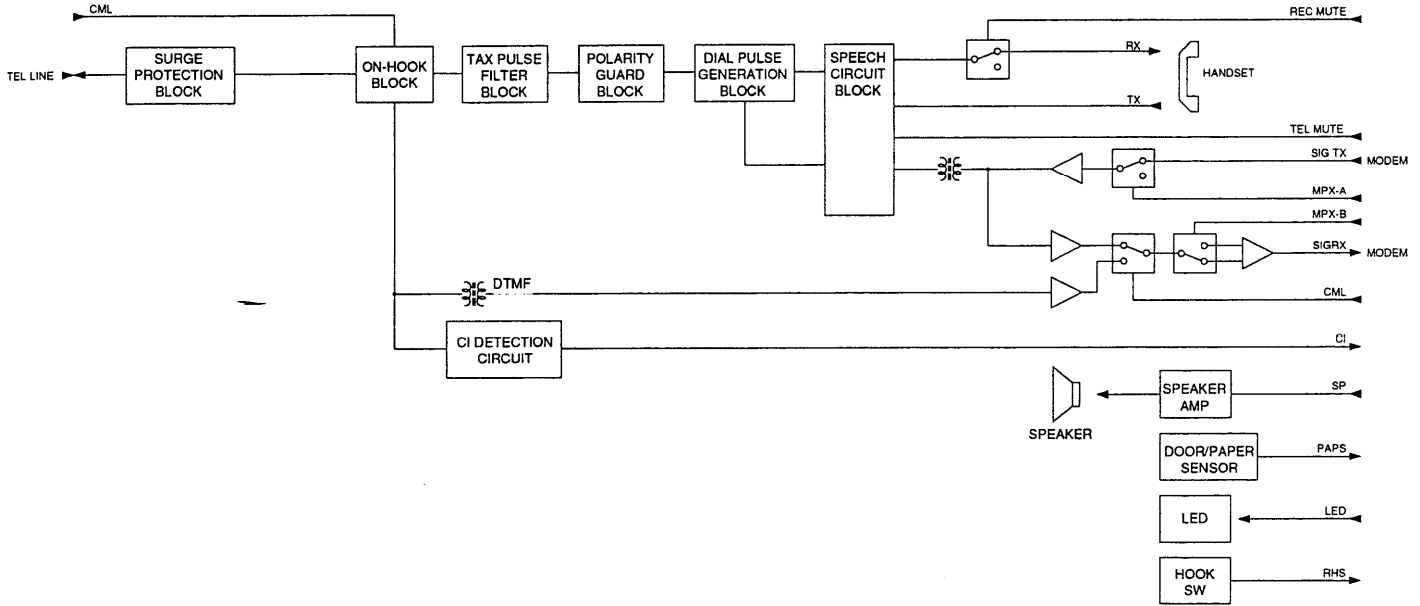 CML
REC MUTE
TEL LINE
SURGE
PROTECTION
BLOCK
ON-HOOK
BLOCK
TAX PULSE
FILTER
BLOCK
POLARITY
GUARD
BLOCK
DIAL PULSE
GENERATION
BLOCK
SPEECH
CIRCUIT
BLOCK
RX
HANDSET
TX
TEL MUTE
SIG TX
MODEM
MPX-A
MPX-B
SIGRX
MODEM
DTMF
CML
CI DETECTION
CIRCUIT
CI
SPEAKER
SPEAKER
AMP
SP
DOOR/PAPER
SENSOR
PAPS
LED
LED
HOOK
SW
RHS